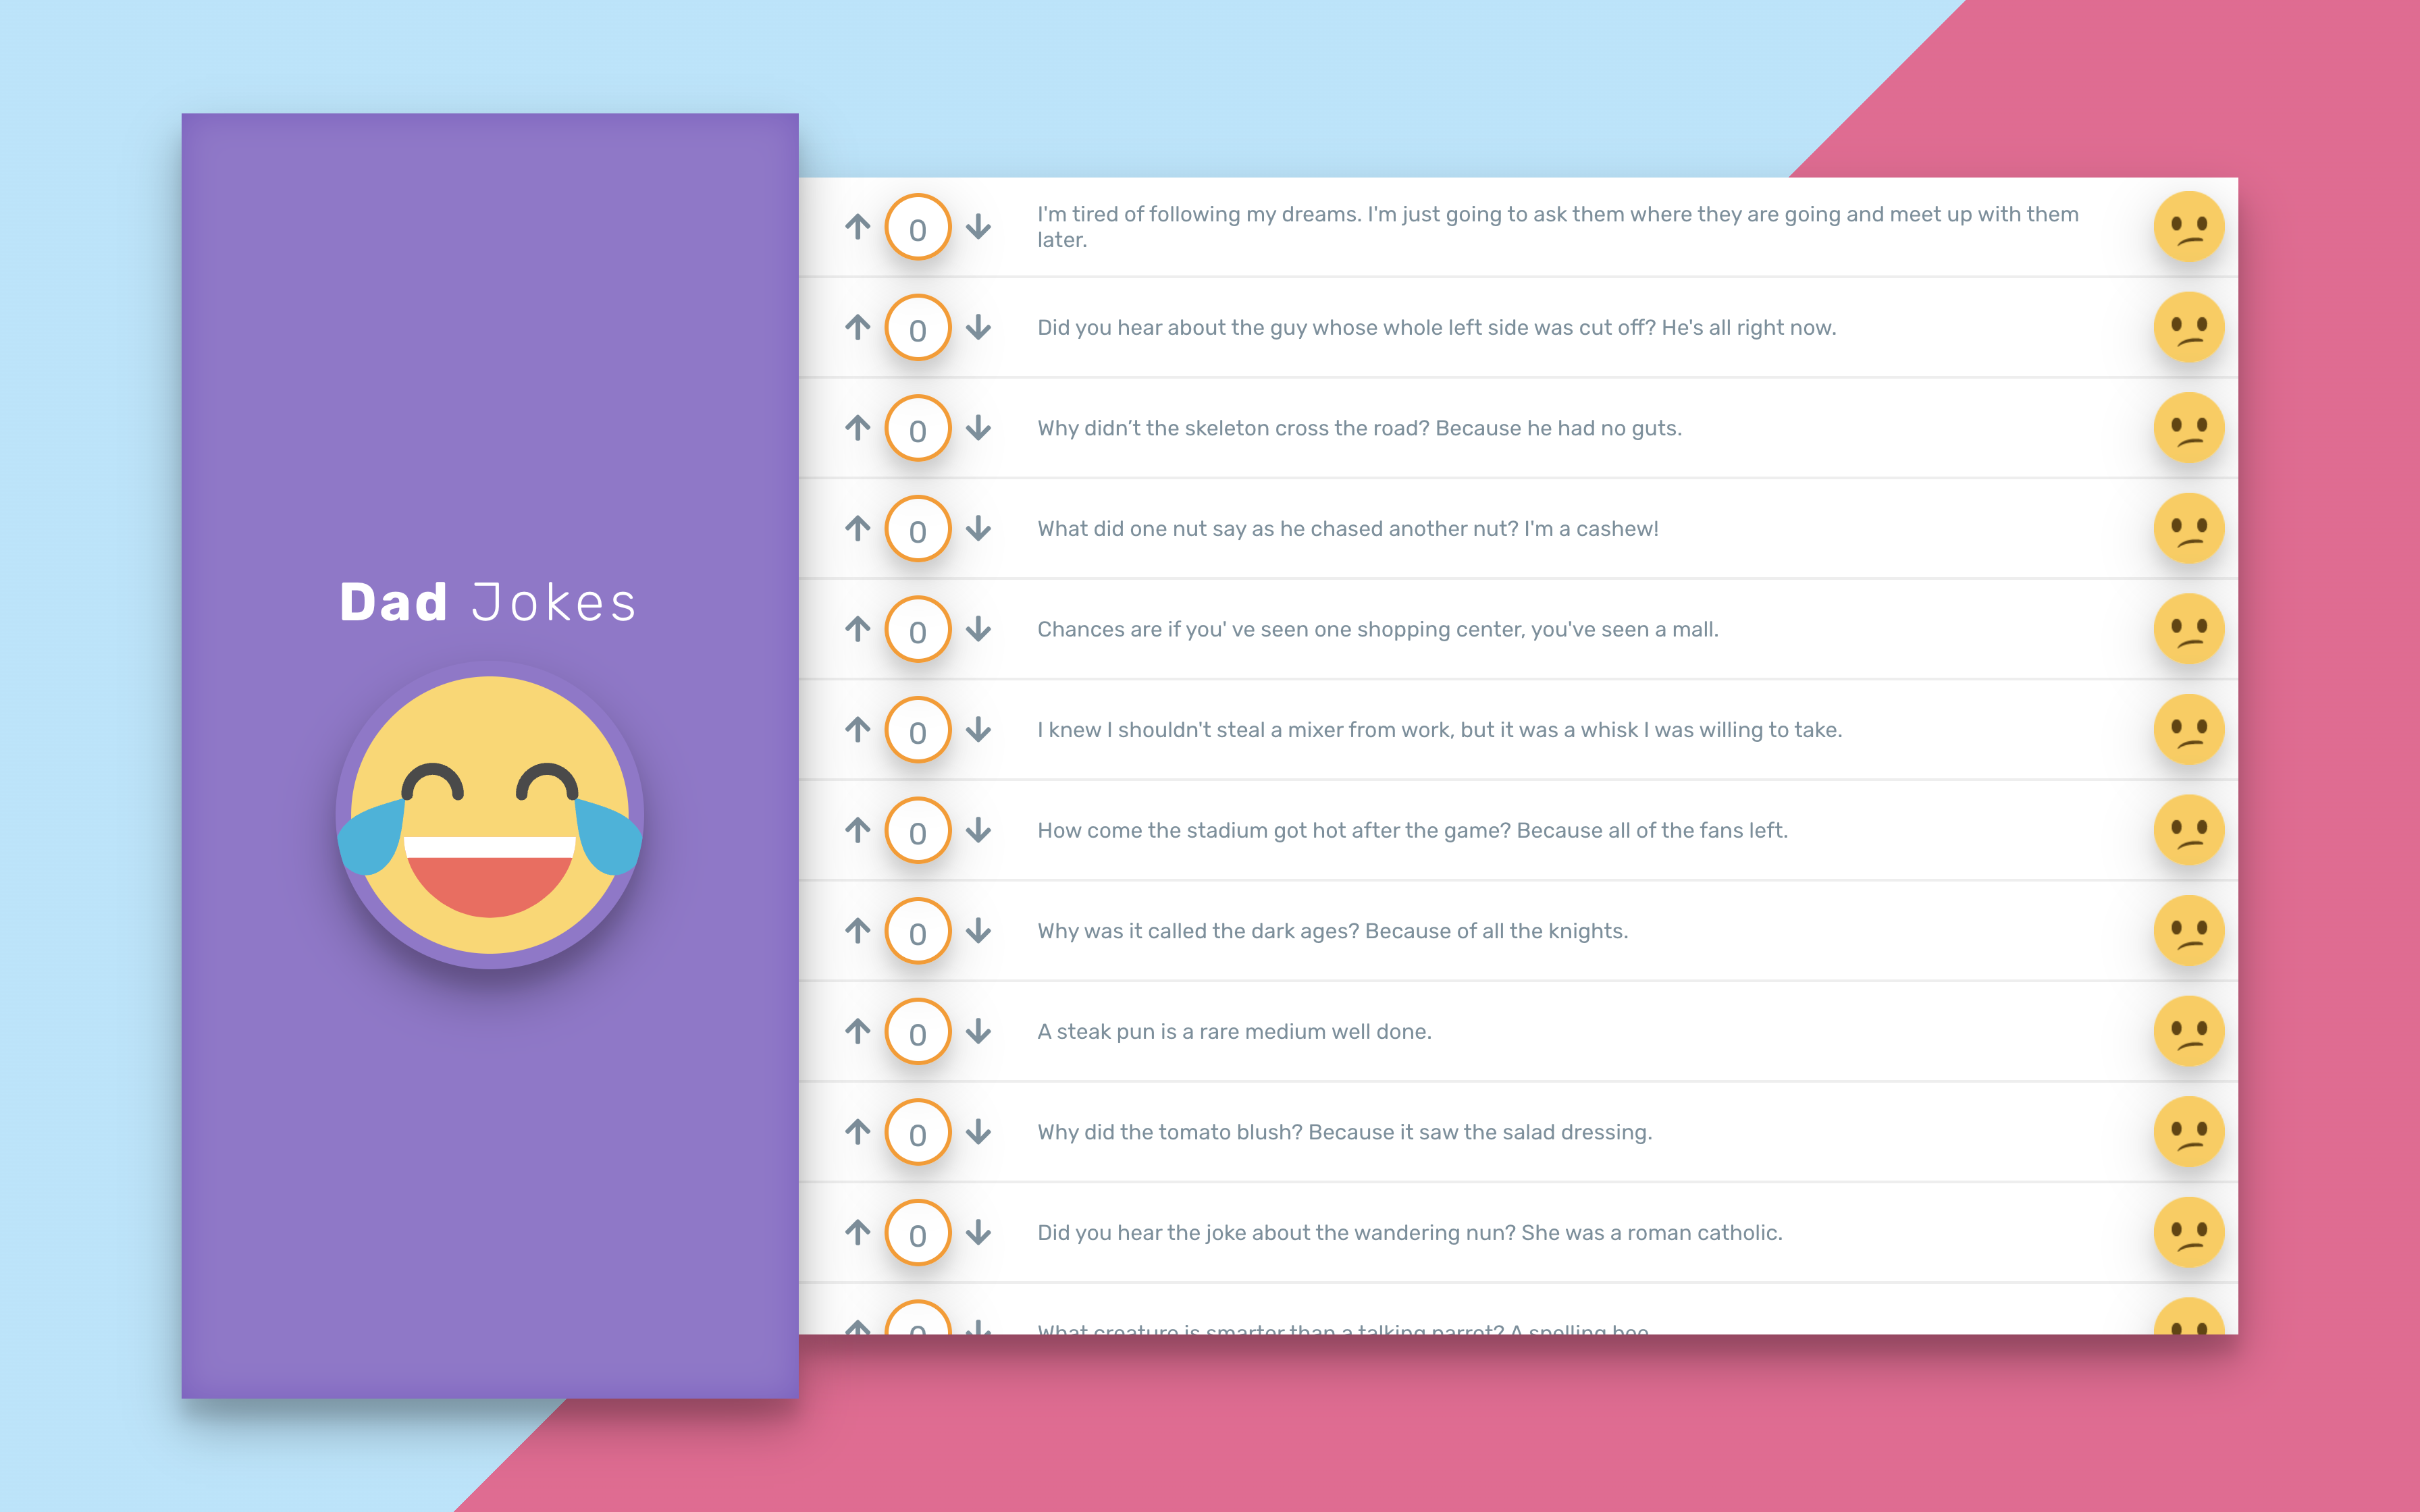 Dad Jokes
0
I'm tired of following my dreams. I'm just going to ask them where they are going and meet up with them
later.
0
Did you hear about the guy whose whole left side was cut off? He's all right now.
0
Why didn’t the skeleton cross the road? Because he had no guts.
0
What did one nut say as he chased another nut? I'm a cashew!
0
Chances are if you' ve seen one shopping center, you've seen a mall.
0
I knew I shouldn't steal a mixer from work, but it was a whisk I was willing to take.
0
How come the stadium got hot after the game? Because all of the fans left.
0
Why was it called the dark ages? Because of all the knights.
0
A steak pun is a rare medium well done.
0
Why did the tomato blush? Because it saw the salad dressing.
0
Did you hear the joke about the wandering nun? She was a roman catholic.
0
What creature is smarter than a talking parrot? A spelling bee.